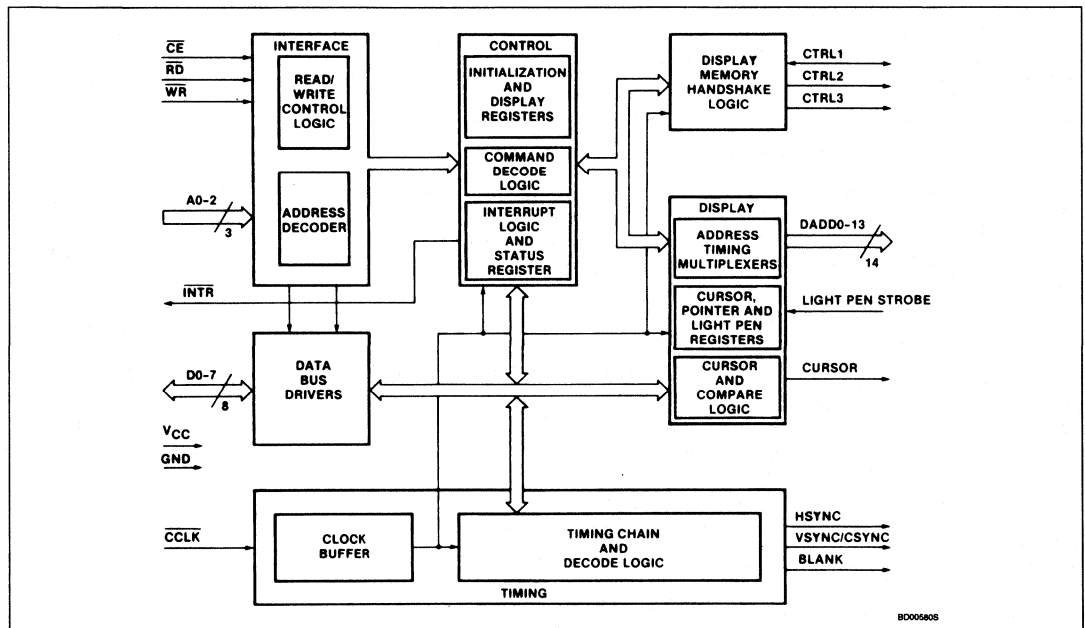 INTERFACE
READ/
WRITE
CONTROL
LOGIC
ADDRESS
DECODER
CE
RD
WR
A0-2
3
INTR
D0-7
8
VCC
GND
CCLK
DATA
BUS
DRIVERS
CONTROL
INITIALIZATION
AND
DISPLAY
REGISTERS
COMMAND
DECODE
LOGIC
INTERRUPT
LOGIC
AND
STATUS
REGISTER
DISPLAY
MEMORY
HANDSHAKE
LOGIC
CTRL1
CTRL2
CTRL3
DISPLAY
ADDRESS
TIMING
MULTIPLEXERS
CURSOR,
POINTER AND
LIGHT PEN
REGISTERS
CURSOR
AND
COMPARE
LOGIC
DADD0-13
14
LIGHT PEN STROBE
CURSOR
CLOCK
BUFFER
TIMING CHAIN
AND
DECODE LOGIC
TIMING
HSYNC
VSYNC/CSYNC
BLANK
BD00580S